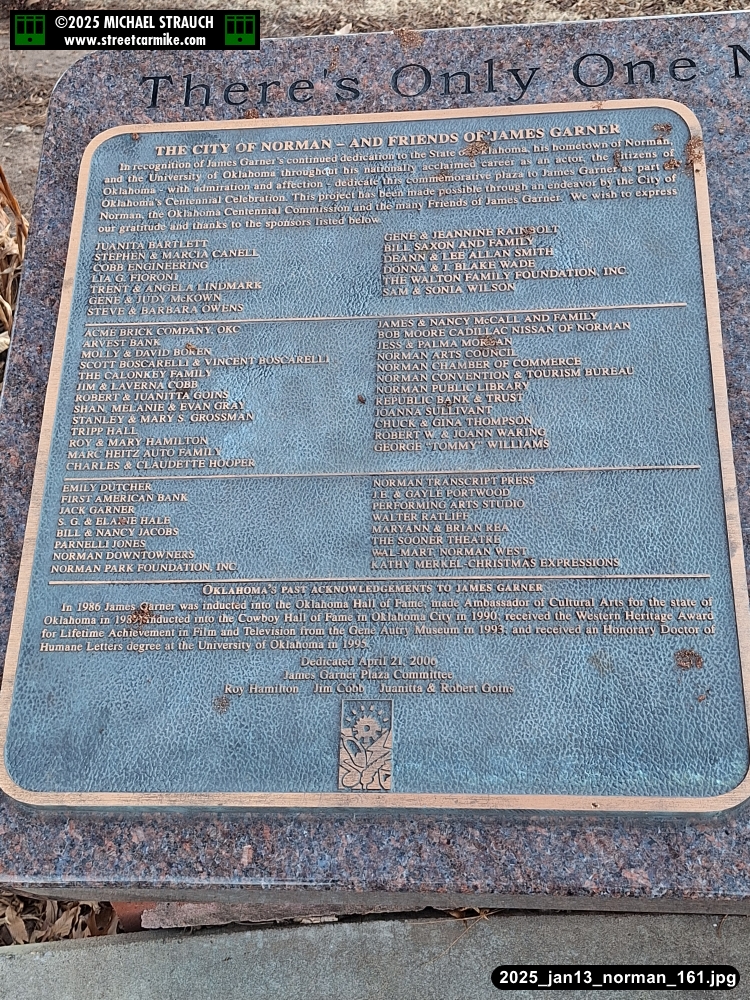 ©2025 MICHAEL STRAUCH
www.streetcarmike.com
There's Only One N
THE CITY OF NORMAN – AND FRIENDS OF JAMES GARNER
In recognition of James Garner's continued dedication to the State of Oklahoma, his hometown of Norman,
and the University of Oklahoma throughout his nationally acclaimed career as an actor, the citizens of
Oklahoma - with admiration and affection - dedicate this commemorative plaza to James Garner as part of
Oklahoma's Centennial Celebration. This project has been made possible through an endeavor by the City of
Norman, the Oklahoma Centennial Commission and the many Friends of James Garner. We wish to express
our gratitude and thanks to the sponsors listed below.
JUANITA BARTLETT
STEPHEN & MARCIA CANELL
COBB ENGINEERING
LIA G. FIORONI
TRENT & ANGELA LINDMARK
GENE & JUDY McKOWN
STEVE & BARBARA OWENS
GENE & JEANNINE RAINBOLT
BILL SAXON AND FAMILY
DEANN & LEE ALLAN SMITH
DONNA & J. BLAKE WADE
THE WALTON FAMILY FOUNDATION, INC.
SAM & SONIA WILSON
ACME BRICK COMPANY, OKC
ARVEST BANK
MOLLY & DAVID BOREN
SCOTT BOSCARELLI & VINCENT BOSCARELLI
THE CALONKEY FAMILY
JIM & LAVERNA COBB
ROBERT & JUANITTA GOINS
SHAN, MELANIE & EVAN GRAY
STANLEY & MARY S. GROSSMAN
TRIPP HALL
ROY & MARY HAMILTON
MARC HEITZ AUTO FAMILY
CHARLES & CLAUDETTE HOOPER
JAMES & NANCY McCALL AND FAMILY
BOB MOORE CADILLAC NISSAN OF NORMAN
JESS & PALMA MORGAN
NORMAN ARTS COUNCIL
NORMAN CHAMBER OF COMMERCE
NORMAN CONVENTION & TOURISM BUREAU
NORMAN PUBLIC LIBRARY
REPUBLIC BANK & TRUST
JOANNA SULLIVANT
CHUCK & GINA THOMPSON
ROBERT W. & JOANN WARING
GEORGE "TOMMY" WILLIAMS
EMILY DUTCHER
FIRST AMERICAN BANK
JACK GARNER
S. G. & ELAINE HALE
BILL & NANCY JACOBS
PARNELLI JONES
NORMAN DOWNTOWNERS
NORMAN PARK FOUNDATION, INC.
NORMAN TRANSCRIPT PRESS
J.E. & GAYLE PORTWOOD
PERFORMING ARTS STUDIO
WALTER RATLIFF
MARYANN & BRIAN REA
THE SOONER THEATRE
WAL-MART NORMAN WEST
KATHY MERKEL-CHRISTMAS EXPRESSIONS
OKLAHOMA'S PAST ACKNOWLEDGEMENTS TO JAMES GARNER
In 1986 James Garner was inducted into the Oklahoma Hall of Fame, made Ambassador of Cultural Arts for the state of
Oklahoma in inducted into the Cowboy Hall of Fame in Oklahoma City in 1990, received the Western Heritage Award
for Lifetime Achievement in Film and Television from the Gene Autry Museum in 1993, and received an Honorary Doctor of
Humane Letters degree at the University of Oklahoma in 1995.
Dedicated April 21, 2006
James Garner Plaza Committee
Roy Hamilton Jim Cobb Juanitta & Robert Goins
2025_jan13_norman_161.jpg